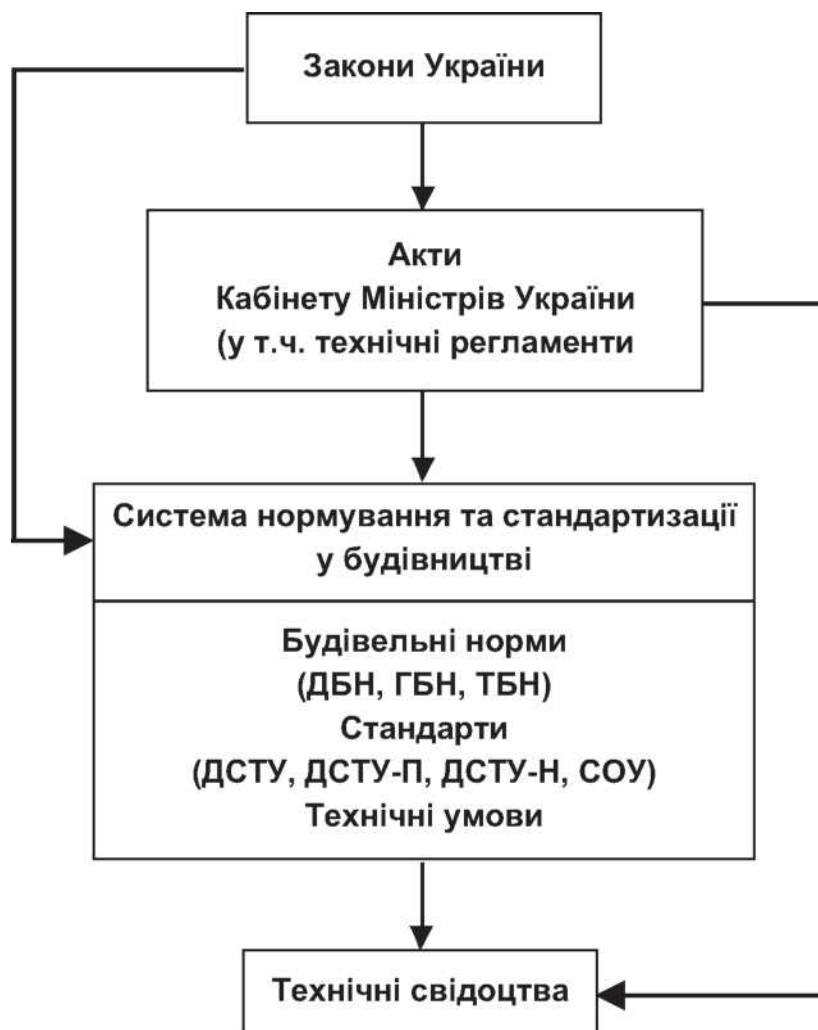 Закони України
Акти
Кабінету Міністрів України
(у т.ч. технічні регламенти
Система нормування та стандартизації
у будівництві
Будівельні норми
(ДБН, ГБН, ТБН)
Стандарти
(ДСТУ, ДСТУ-П, ДСТУ-Н, СОУ)
Технічні умови
Технічні свідоцтва